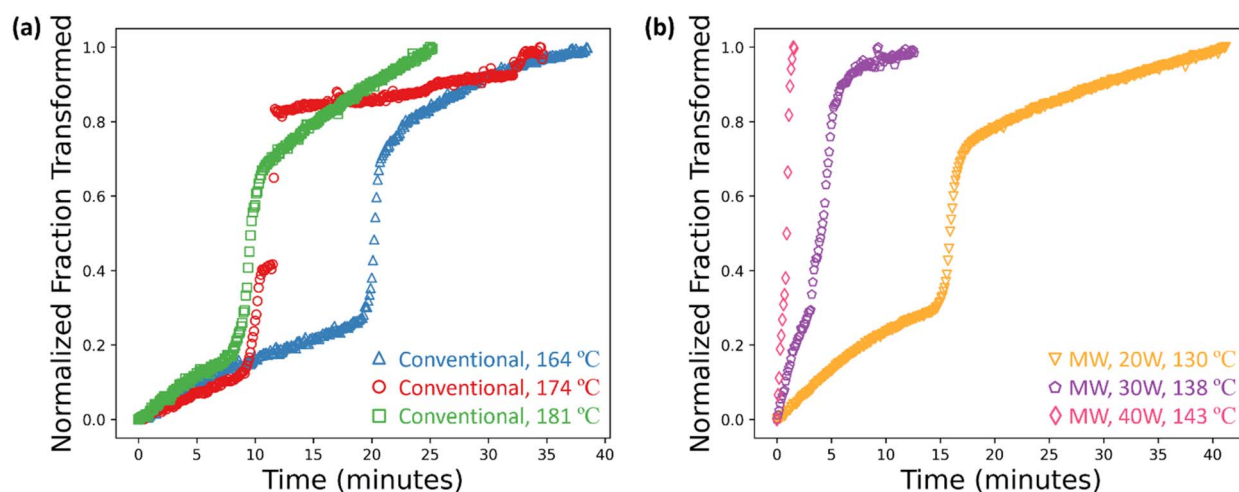 (a)
Normalized Fraction Transformed
1.0
0.8
0.6
0.4
0.2
0.0
Conventional, 164 ºC
Conventional, 174 ºC
Conventional, 181 ºC
0 5 10 15 20 25 30 35 40
Time (minutes)
(b)
Normalized Fraction Transformed
1.0
0.8
0.6
0.4
0.2
0.0
MW, 20W, 130 ºC
MW, 30W, 138 ºC
MW, 40W, 143 ºC
0 5 10 15 20 25 30 35 40
Time (minutes)